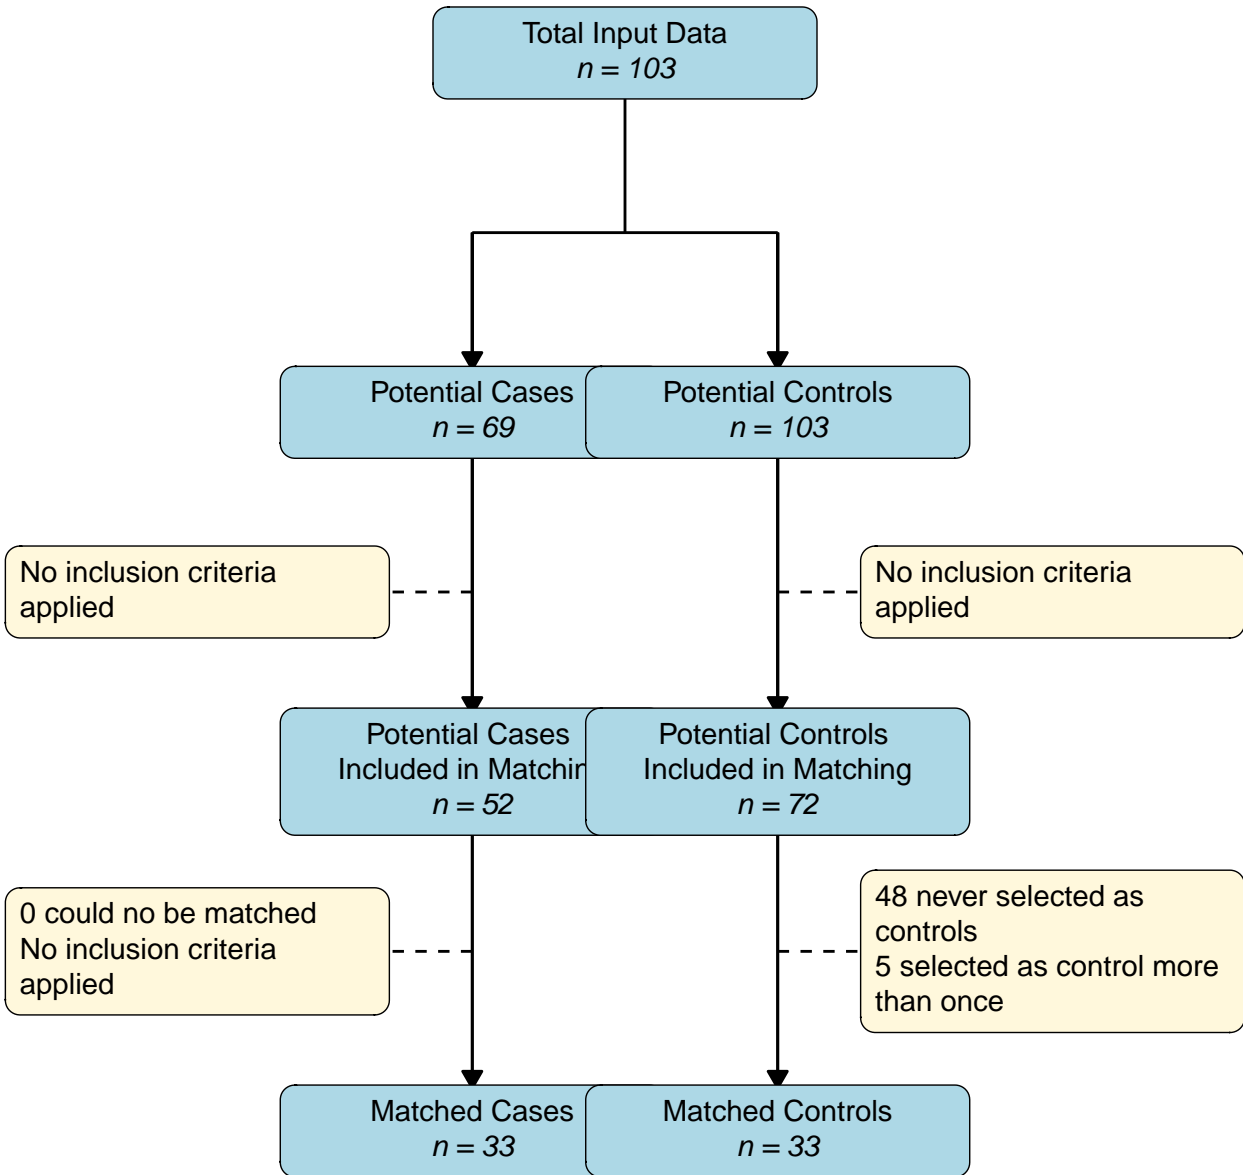 Total Input Data
n = 103
Potential Cases
n = 69
Potential Controls
n = 103
No inclusion criteria
applied
No inclusion criteria
applied
Potential Cases
Included in Matchin
n = 52
Potential Controls
Included in Matching
n = 72
0 could no be matched
No inclusion criteria
applied
48 never selected as
controls
5 selected as control more
than once
Matched Cases
n = 33
Matched Controls
n = 33